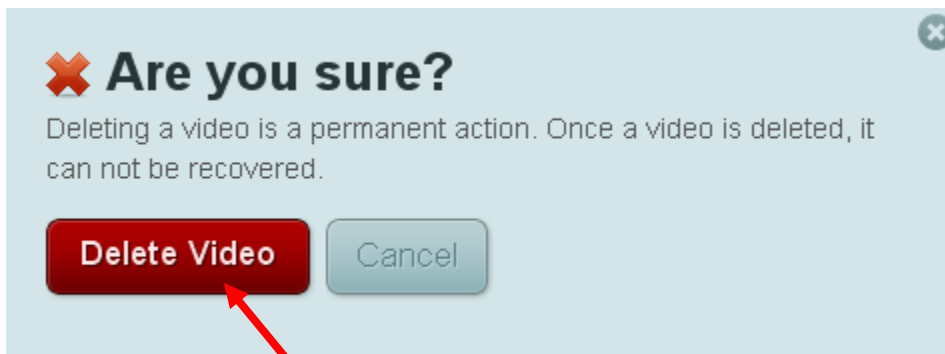 Are you sure?
Deleting a video is a permanent action. Once a video is deleted, it
can not be recovered.
Delete Video
Cancel